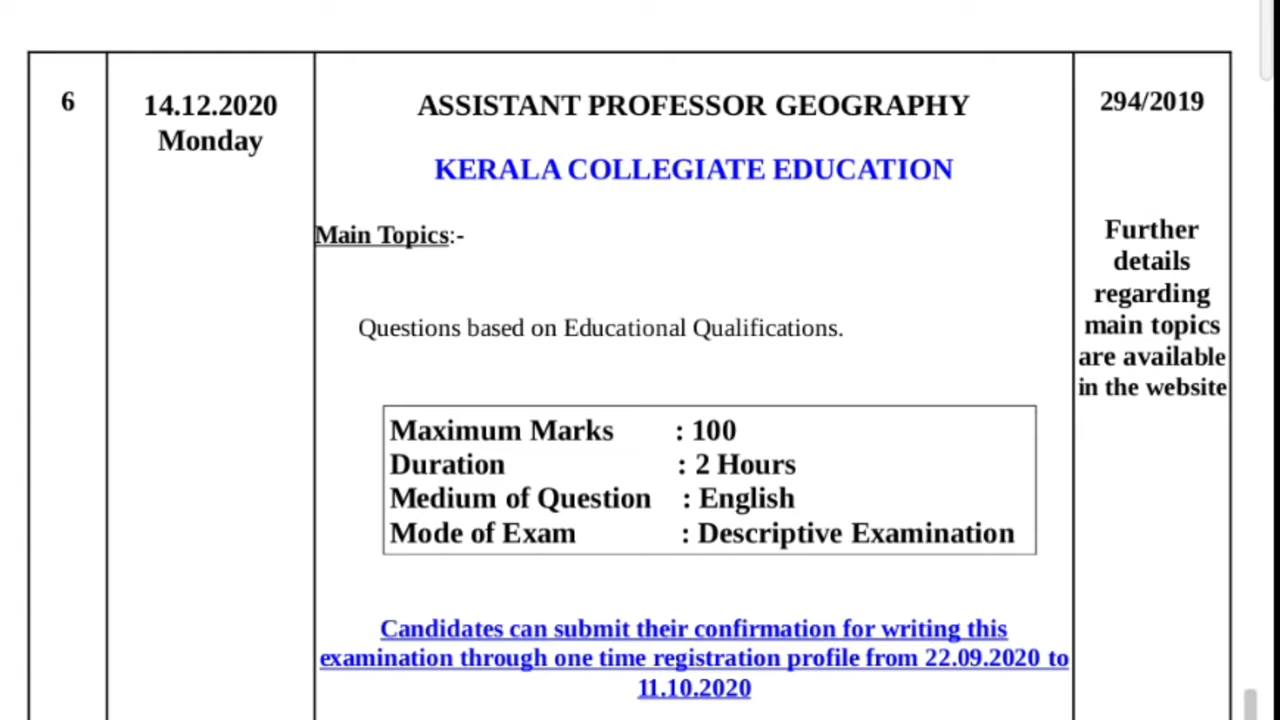 6
14.12.2020
Monday
ASSISTANT PROFESSOR GEOGRAPHY
KERALA COLLEGIATE EDUCATION
Main Topics:-
Questions based on Educational Qualifications.
Maximum Marks : 100
Duration : 2 Hours
Medium of Question : English
Mode of Exam : Descriptive Examination
Candidates can submit their confirmation for writing this
examination through one time registration profile from 22.09.2020 to
11.10.2020
294/2019
Further
details
regarding
main topics
are available
in the website